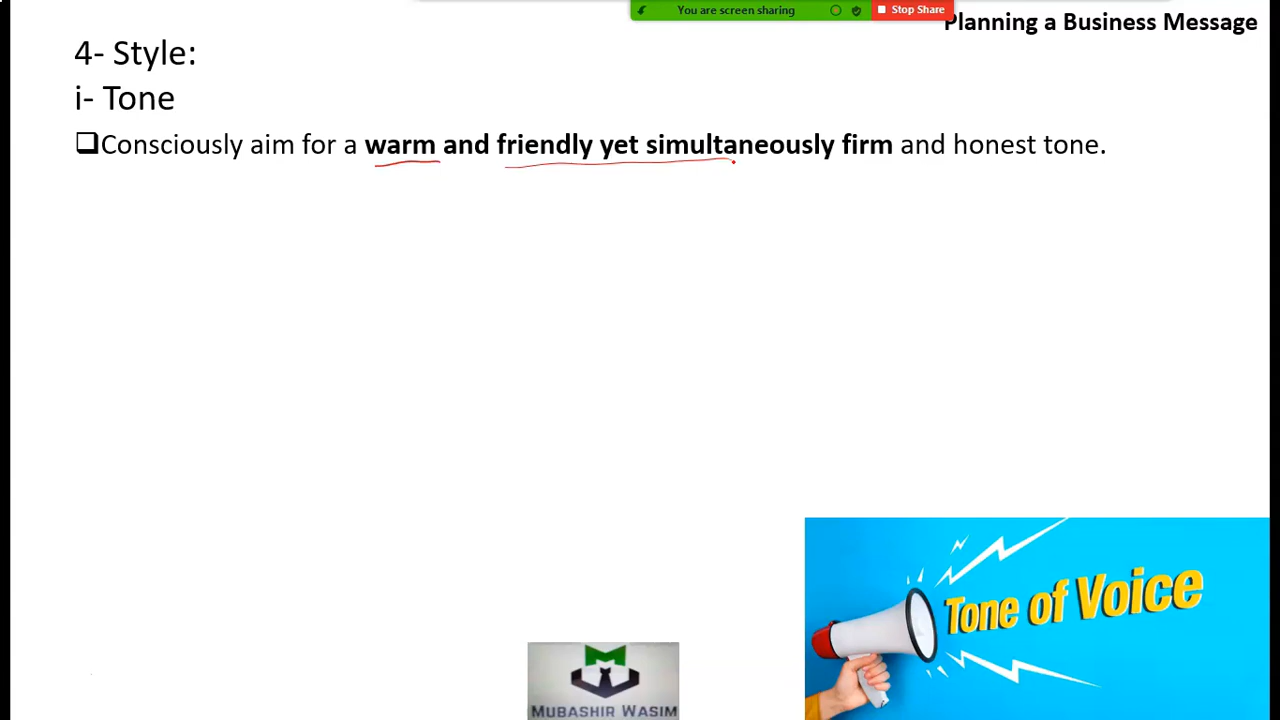 You are screen sharing
Stop Share
Planning a Business Message
4- Style:
i- Tone
❑Consciously aim for a warm and friendly yet simultaneously firm and honest tone.
Tone of Voice
MUBASHIR WASIM